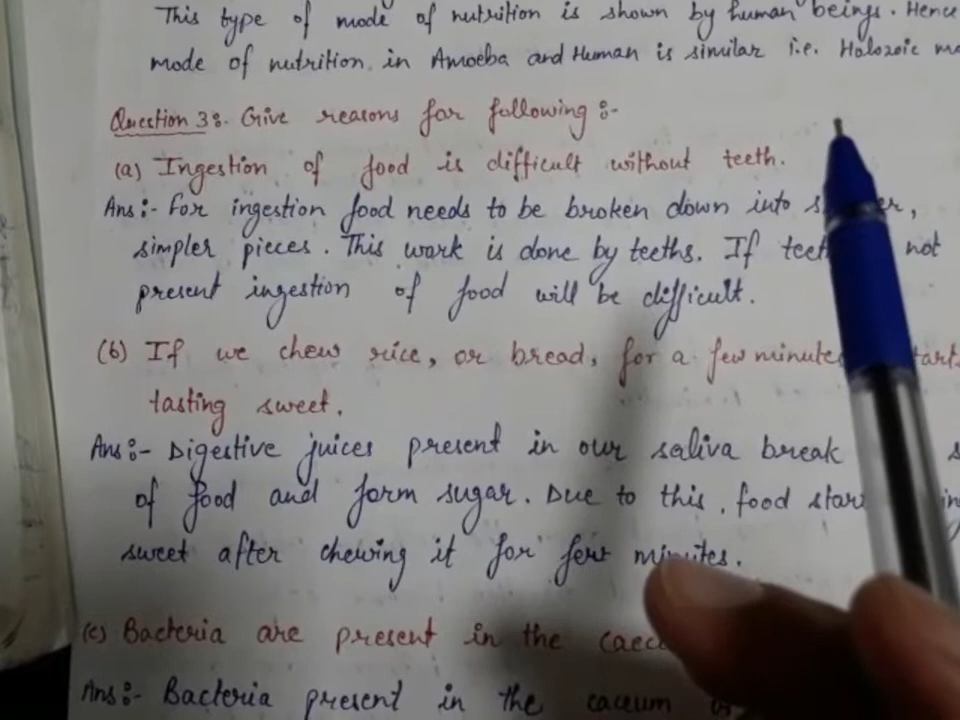 This type of mode of nutrition is shown by human beings. Hence
mode of nutrition in Amoeba and Human is similar i.e. Holozoic
Question 3:- Give reasons for following :-
(a) Ingestion of food is difficult without teeth.
Ans :- For ingestion food needs to be broken down into
simpler pieces. This work is done by teeths. If not
present ingestion of food will be difficult.
(b) If we chew rice, or bread, for a few
tasting sweet.
Ans :- Digestive juices present in our saliva break
of food and form sugar. Due to this, food
sweet after chewing it for few minutes.
(c) Bacteria are present in the
Ans :- Bacteria present in the caecum